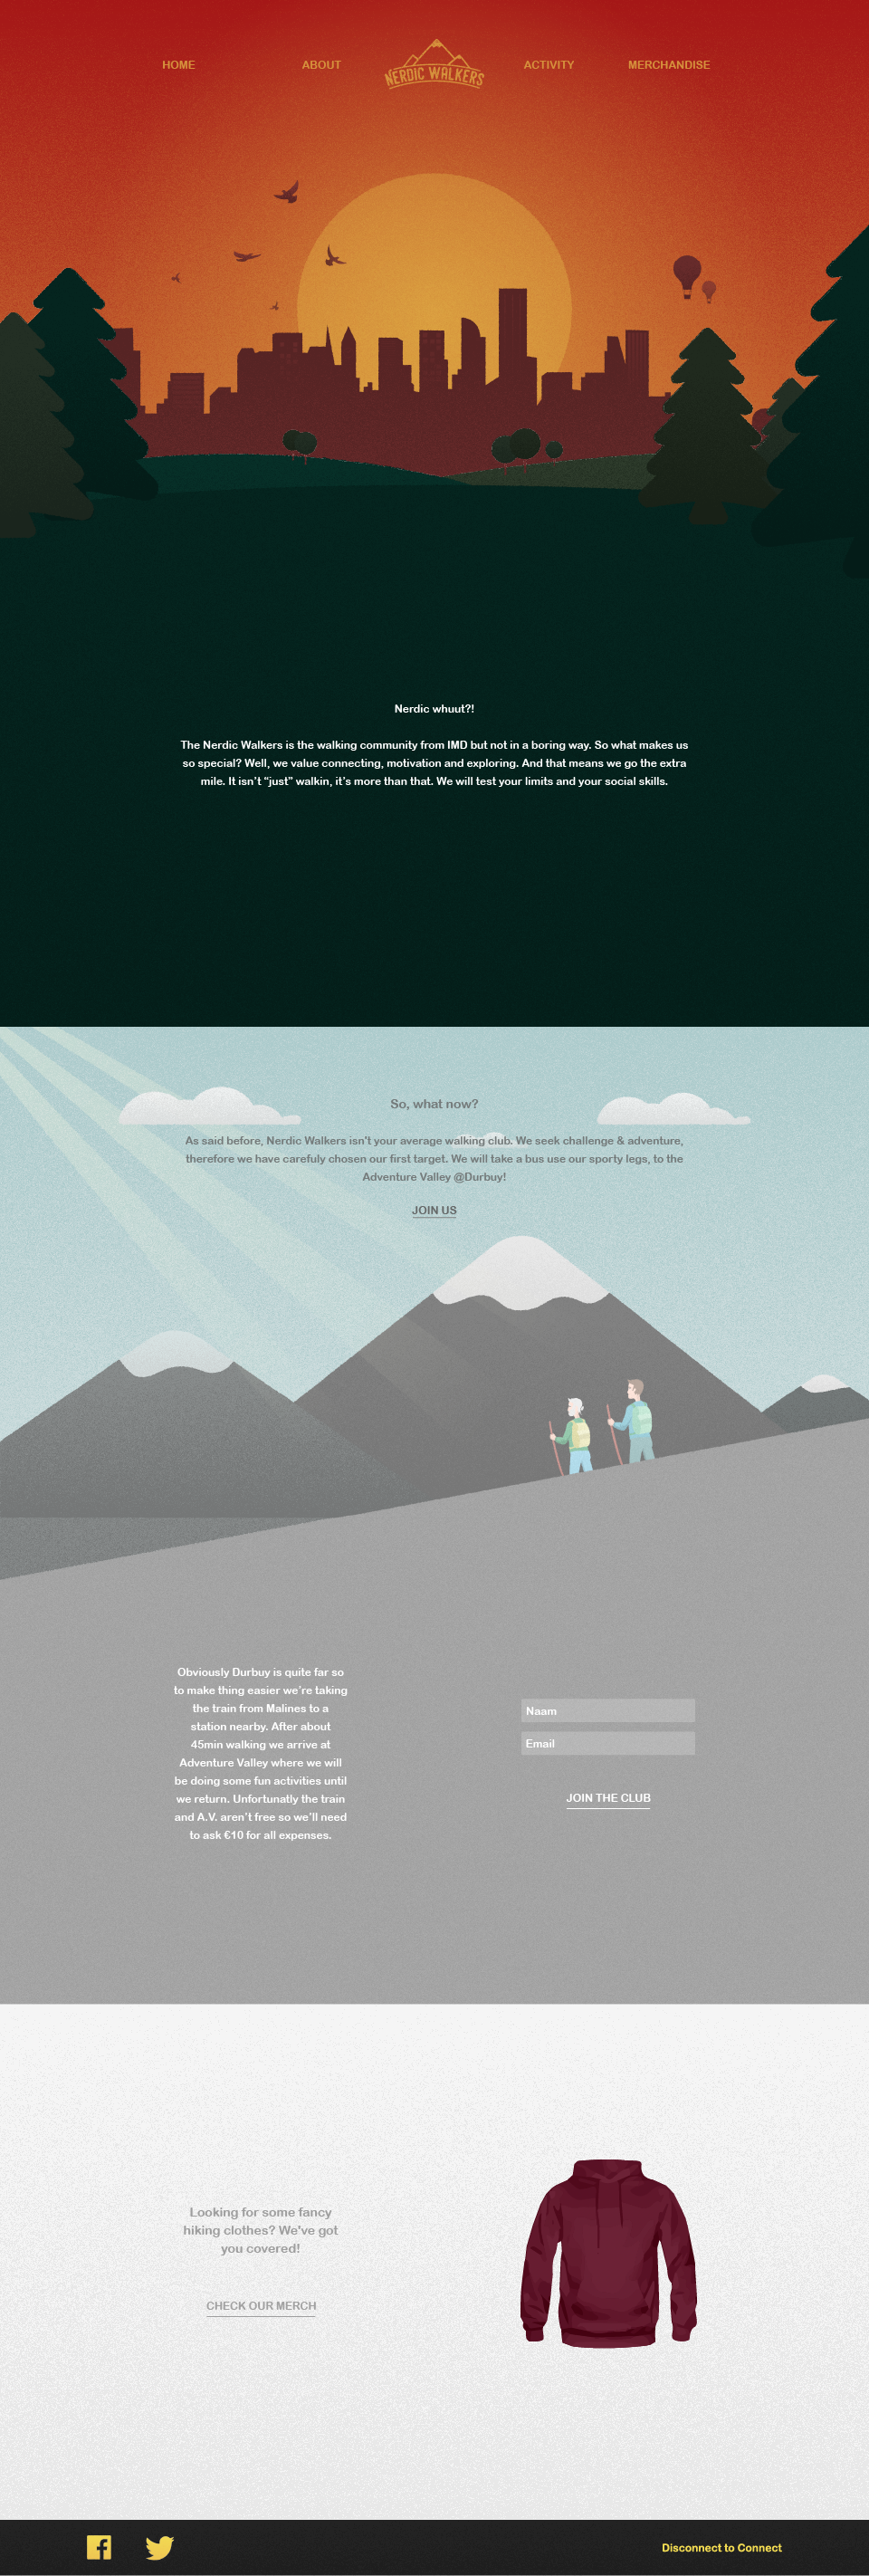 HOME
ABOUT
NERDIC WALKERS
ACTIVITY
MERCHANDISE
Nerdic whuut?!
The Nerdic Walkers is the walking community from IMD but not in a boring way. So what makes us
so special? Well, we value connecting, motivation and exploring. And that means we go the extra
mile. It isn't "just" walkin, it's more than that. We will test your limits and your social skills.
So, what now?
As said before, Nerdic Walkers isn't your average walking club. We seek challenge & adventure,
therefore we have carefuly chosen our first target. We will take a bus use our sporty legs, to the
Adventure Valley @Durbuy!
JOIN US
Obviously Durbuy is quite far so
to make thing easier we're taking
the train from Malines to a
station nearby. After about
45min walking we arrive at
Adventure Valley where we will
be doing some fun activities until
we return. Unfortunatly the train
and A.V. aren't free so we'll need
to ask €10 for all expenses.
Naam
Email
JOIN THE CLUB
Looking for some fancy
hiking clothes? We've got
you covered!
CHECK OUR MERCH
Disconnect to Connect